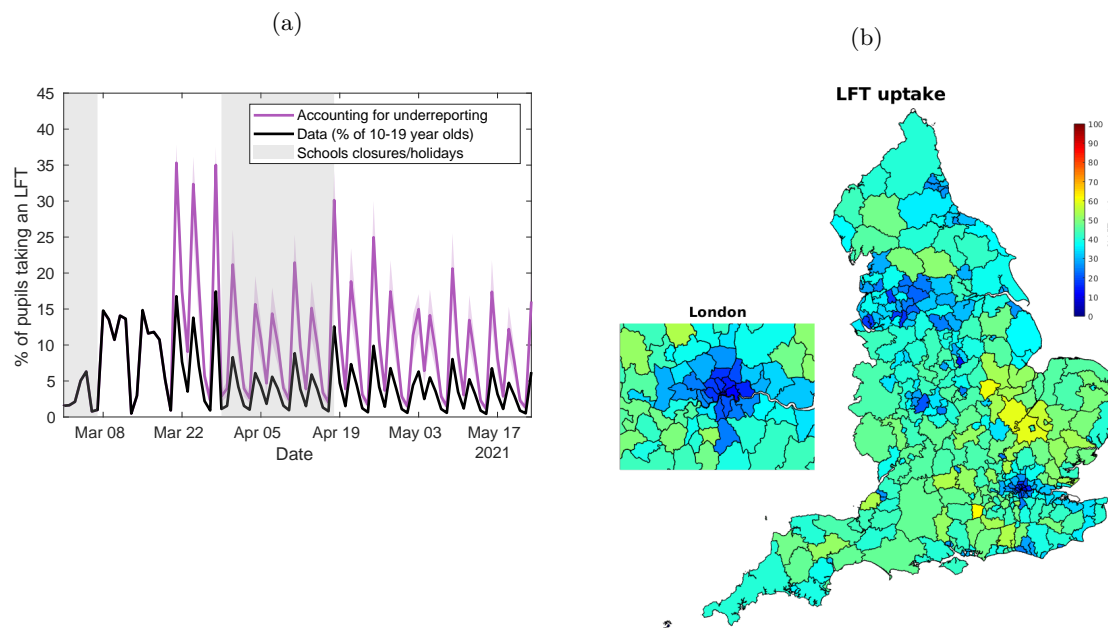 (a)
45
40
35
30
25
20
15
10
5
0
% of pupils taking an LFT
Accounting for underreporting
Data (% of 10-19 year olds)
Schools closures/holidays
Mar 08 Mar 22 Apr 05 Apr 19 May 03 May 17
Date 2021
(b)
LFT uptake
100
90
80
70
60
50
40
30
20
10
0
London